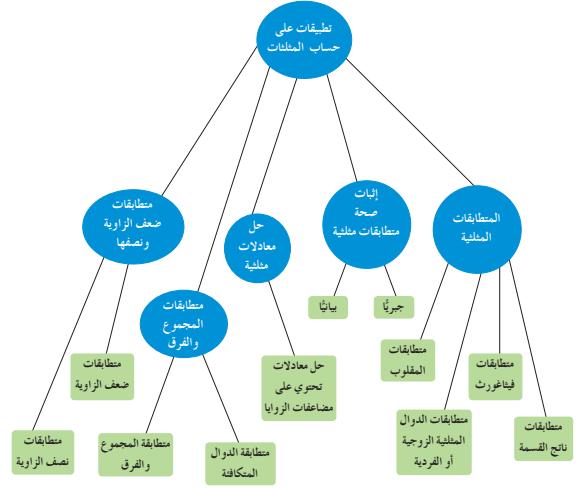 تطبيقات على
حساب المثلثات
المتطابقات
المثلثية
إثبات
صحة
متطابقات مثلثية
حل
معادلات
مثلثية
متطابقات
المجموع
والفرق
متطابقات
ضعف الزاوية
ونصفها
متطابقات
ناتج القسمة
متطابقات
فيثاغورث
متطابقات الدوال
المثلثية الزوجية
أو الفردية
متطابقات
المقلوب
جبريًّا
بيانيًّا
حل معادلات
تحتوي على
مضاعفات الزوايا
متطابقة الدوال
المتكافئة
متطابقة المجموع
والفرق
متطابقات
ضعف الزاوية
متطابقات
نصف الزاوية